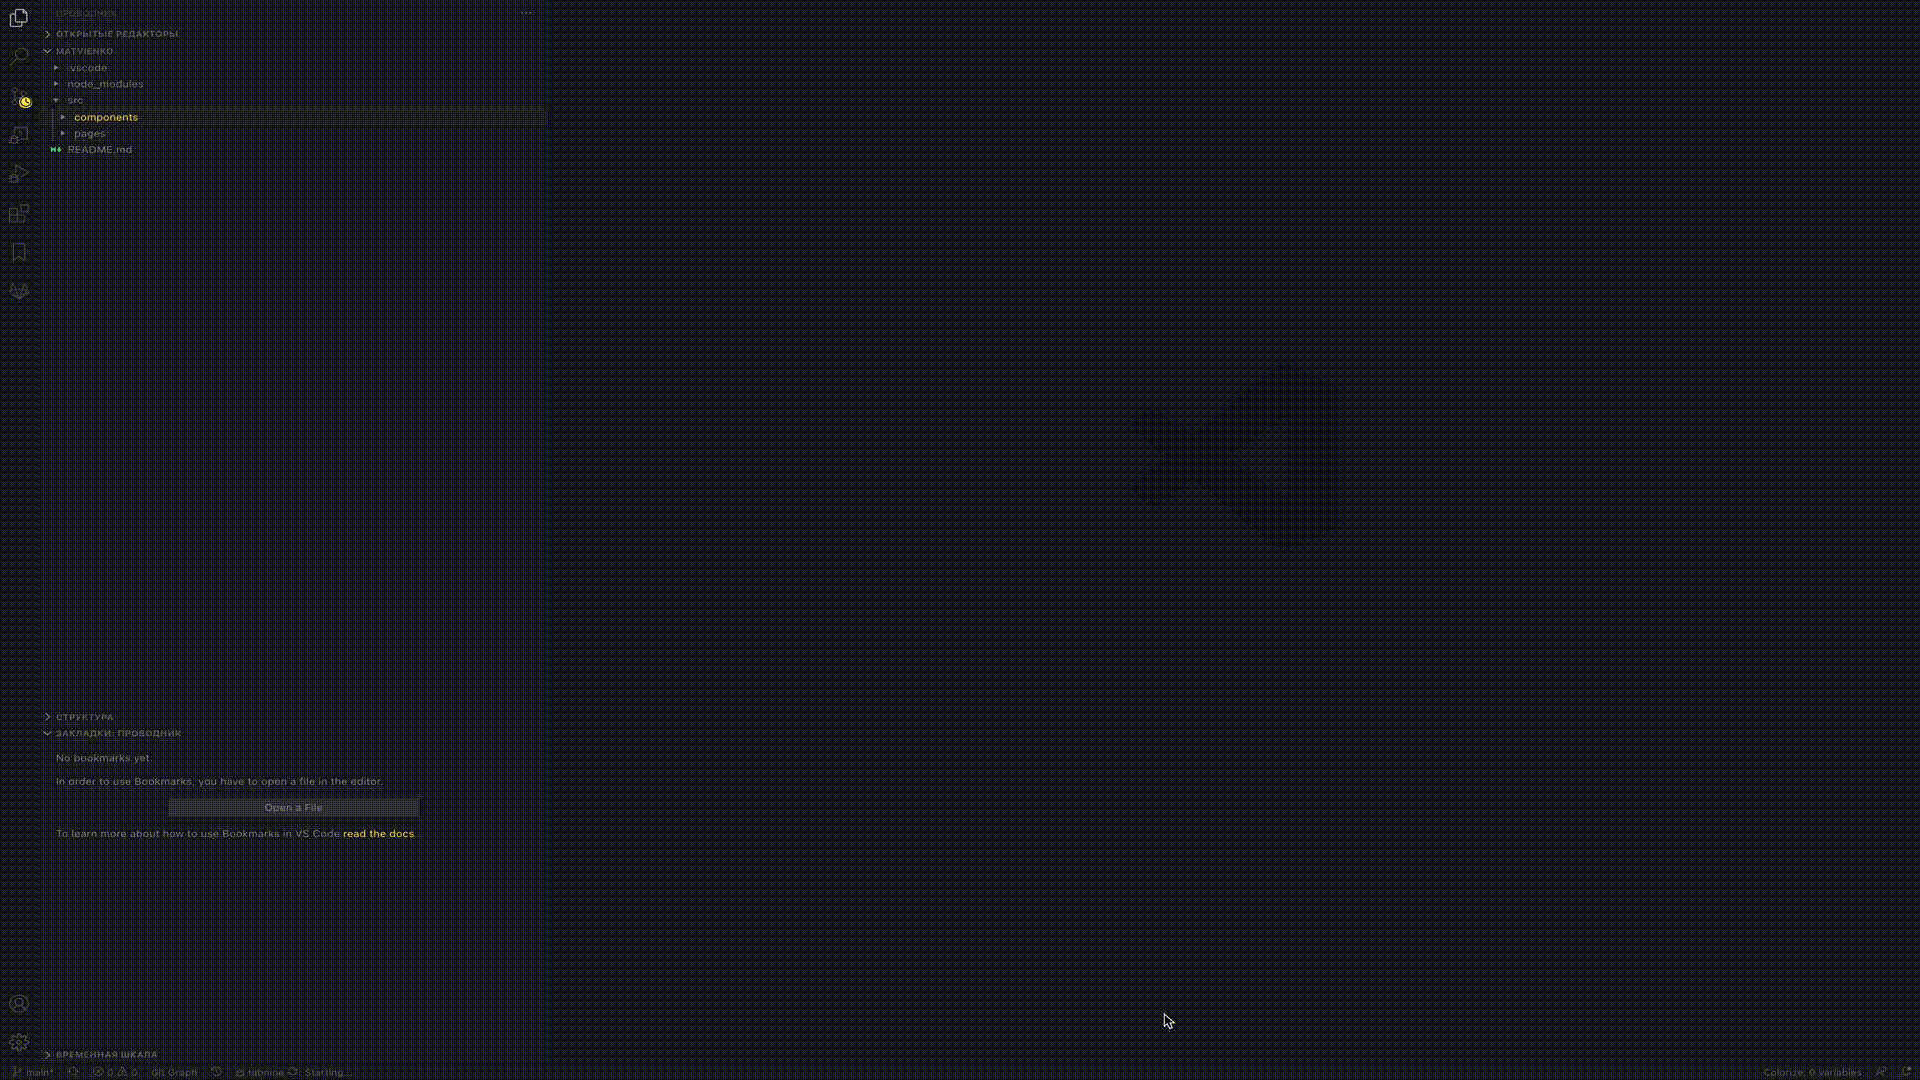 ПРОВОДНИК
ОТКРЫТЫЕ РЕДАКТОРЫ
MATVIENKO
.vscode
node_modules
src
components
pages
README.md
СТРУКТУРА
ЗАКЛАДКИ: ПРОВОДНИК
No bookmarks yet.
In order to use Bookmarks, you have to open a file in the editor.
Open a File
To learn more about how to use Bookmarks in VS Code read the docs.
ВРЕМЕННАЯ ШКАЛА
main* 0 0 Git Graph tabnine Starting... Colorize: 0 variables